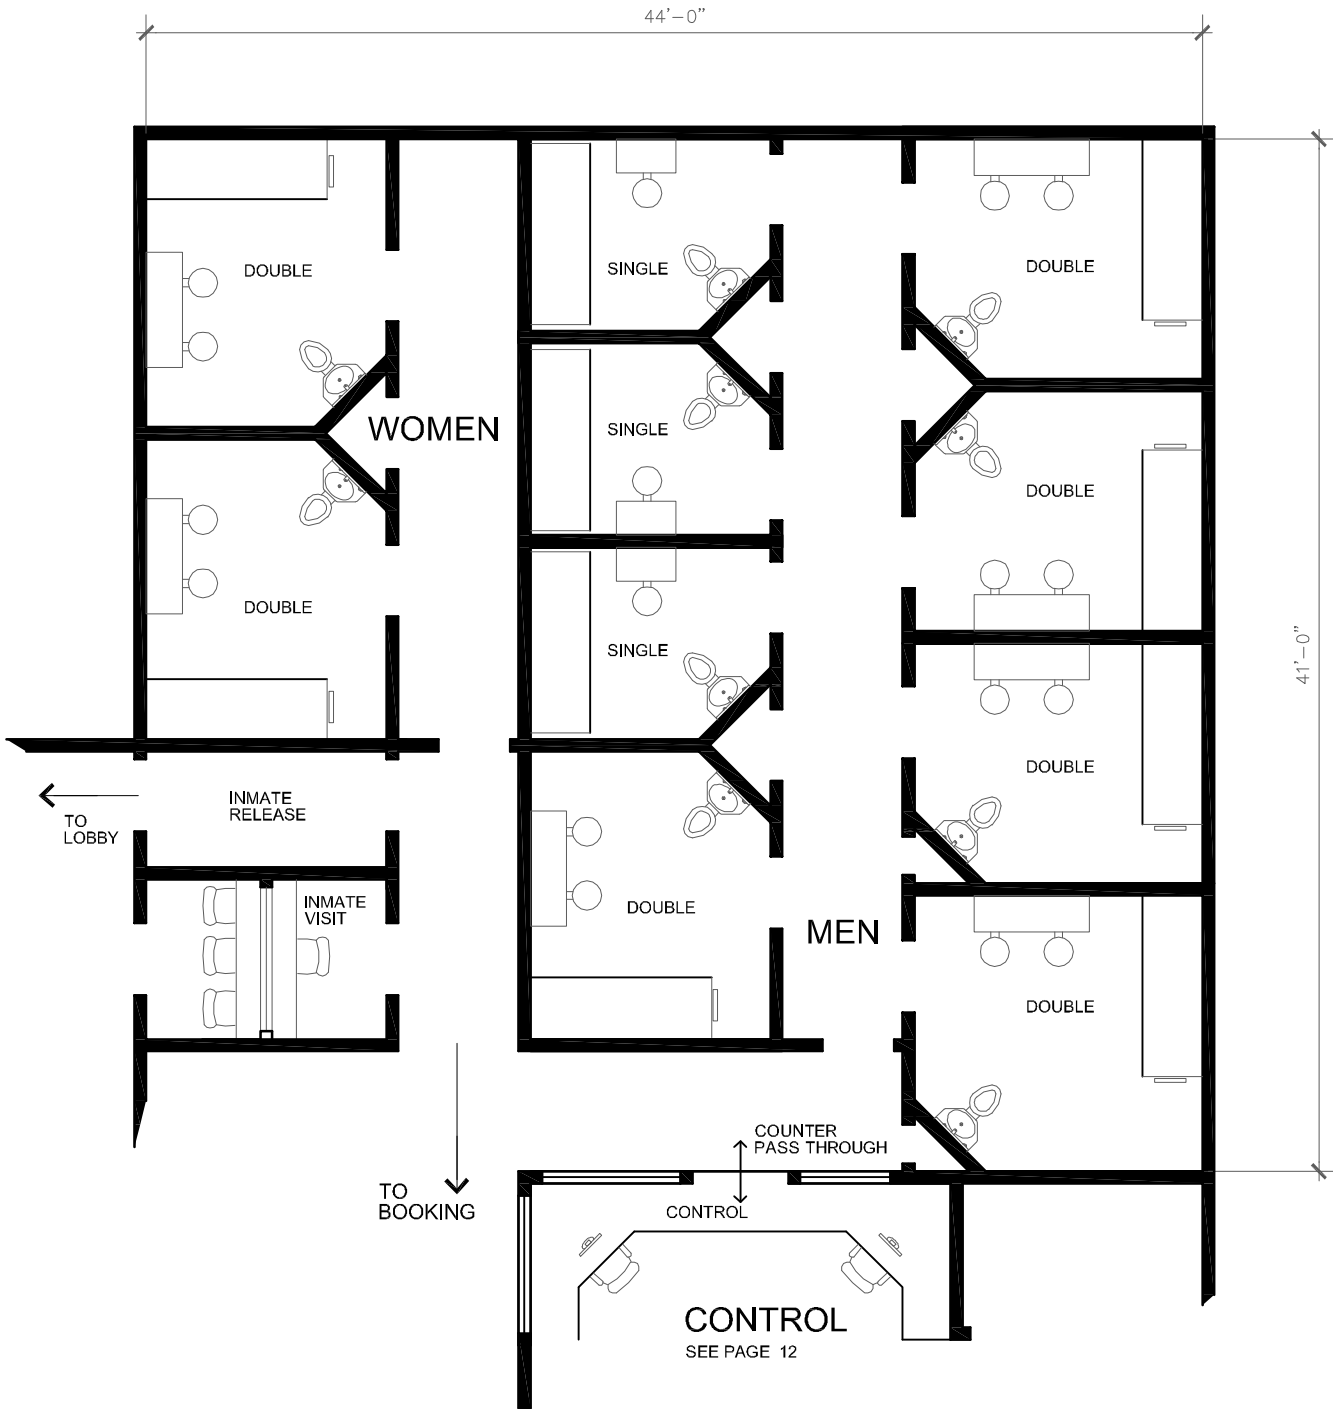 44'-0"
DOUBLE
SINGLE
DOUBLE
WOMEN
SINGLE
DOUBLE
DOUBLE
SINGLE
41'-0"
DOUBLE
INMATE
RELEASE
TO
LOBBY
INMATE
VISIT
DOUBLE
MEN
DOUBLE
COUNTER
PASS THROUGH
TO
BOOKING
CONTROL
CONTROL
SEE PAGE 12